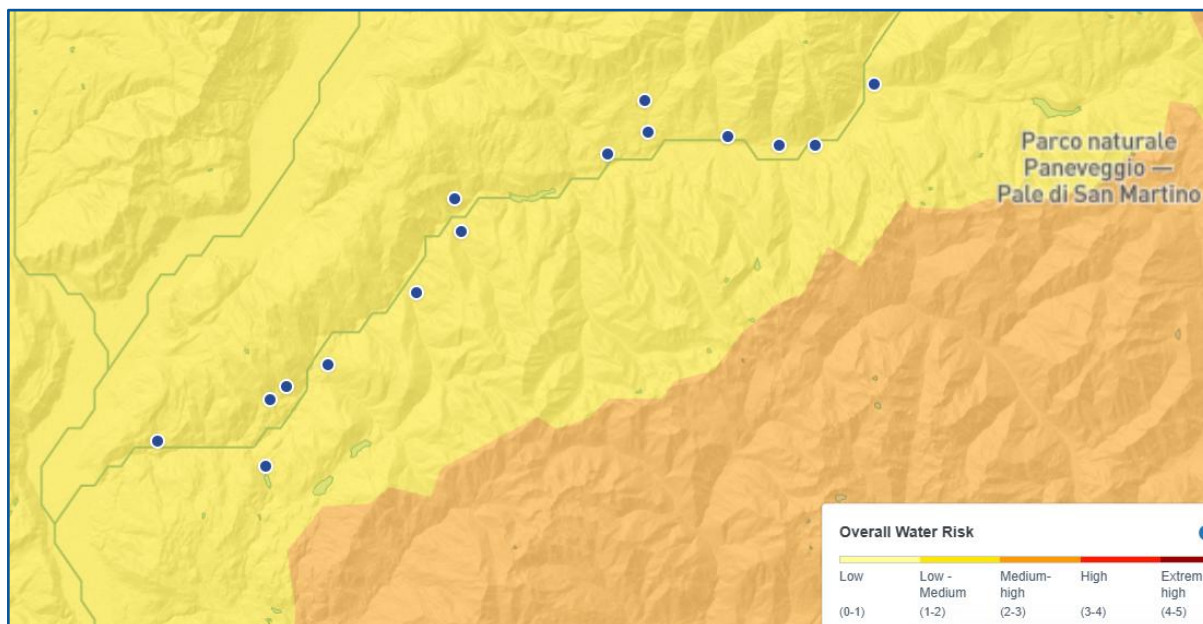 Parco naturale
Paneveggio —
Pale di San Martino
Overall Water Risk
Low
Low -
Medium
Medium-
high
High
Extrem
high
(0-1)
(1-2)
(2-3)
(3-4)
(4-5)